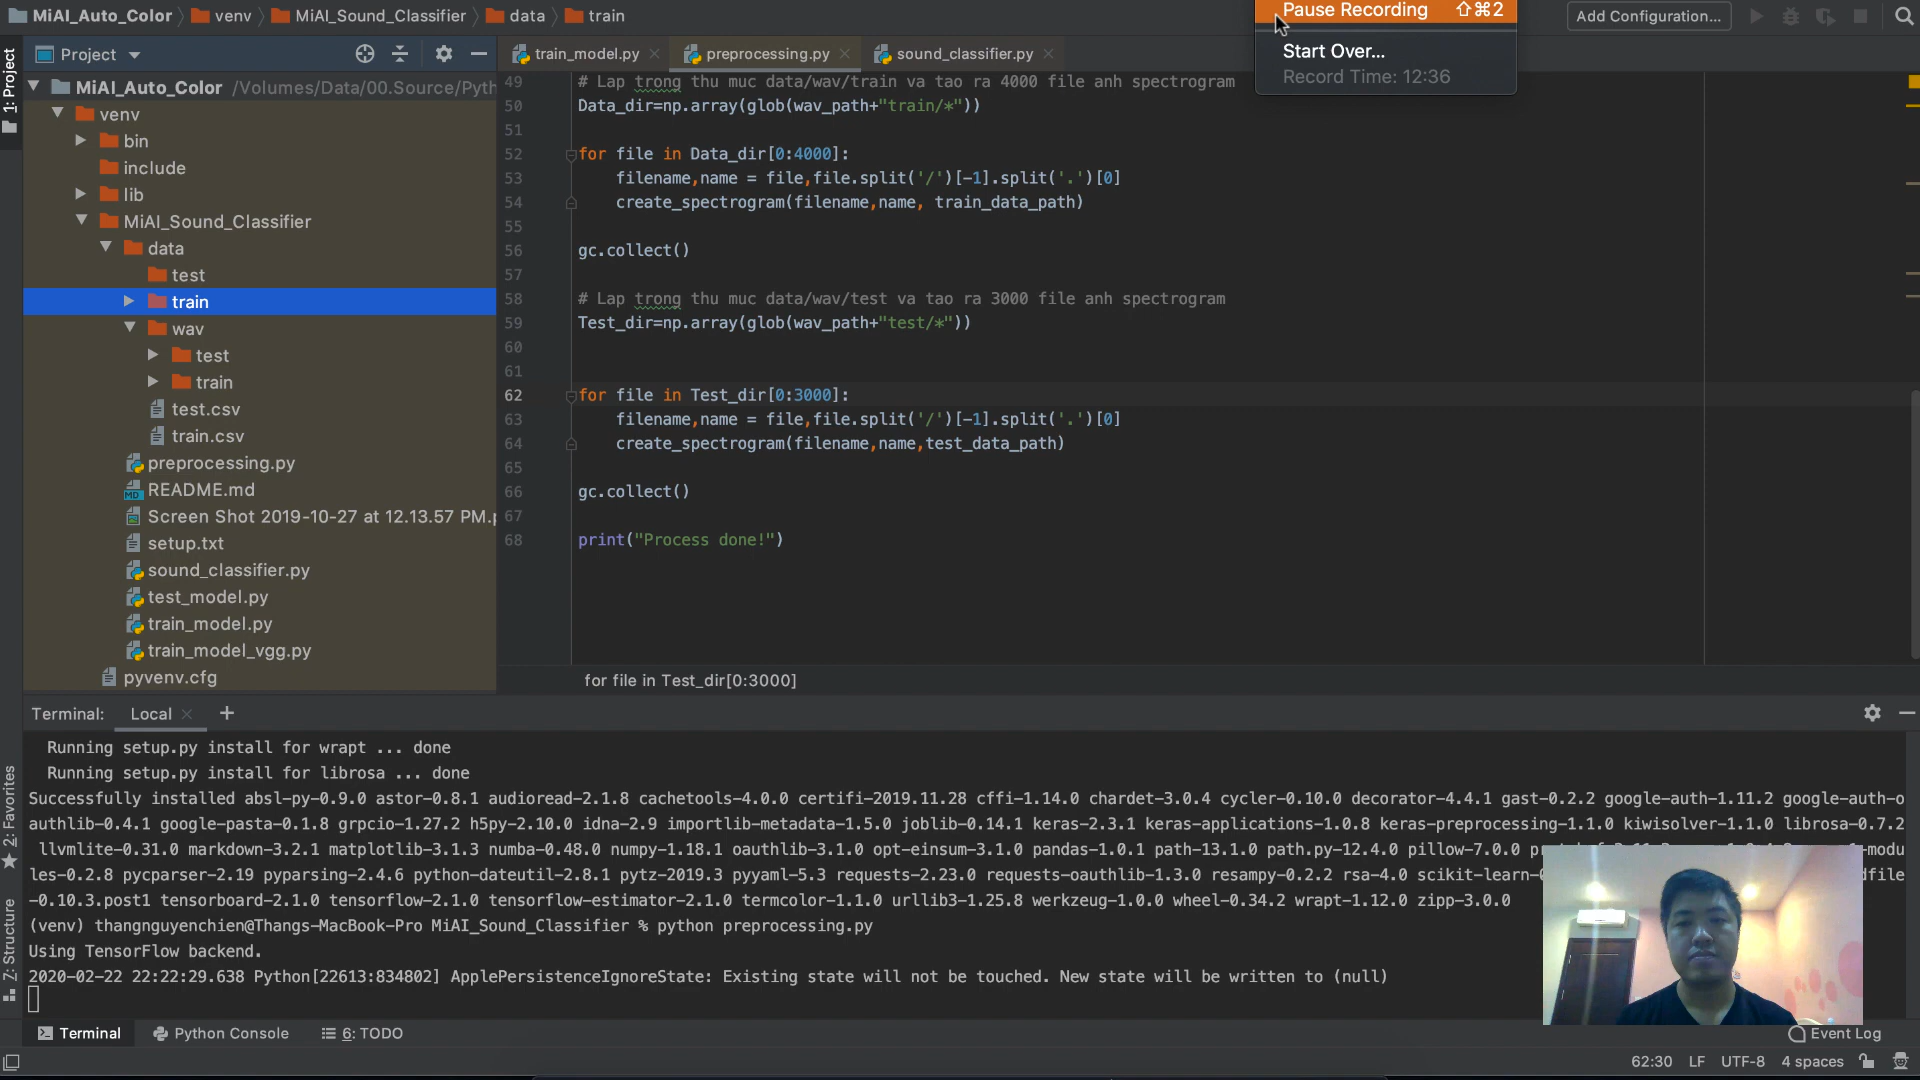 MiAI_Auto_Color venv MiAI_Sound_Classifier data train
Pause Recording ⇧⌘2
Start Over...
Record Time: 12:36
Add Configuration...
1: Project
Project
train_model.py
preprocessing.py
sound_classifier.py
MiAI_Auto_Color /Volumes/Data/00.Source/Pyth
venv
bin
include
lib
MiAI_Sound_Classifier
data
test
train
wav
test
train
test.csv
train.csv
preprocessing.py
README.md
Screen Shot 2019-10-27 at 12.13.57 PM.p
setup.txt
sound_classifier.py
test_model.py
train_model.py
train_model_vgg.py
pyvenv.cfg
49 # Lap trong thu muc data/wav/train va tao ra 4000 file anh spectrogram
50 Data_dir=np.array(glob(wav_path+"train/*"))
51
52 for file in Data_dir[0:4000]:
53 filename,name = file,file.split('/')[-1].split('.')[0]
54 create_spectrogram(filename,name, train_data_path)
55
56 gc.collect()
57
58 # Lap trong thu muc data/wav/test va tao ra 3000 file anh spectrogram
59 Test_dir=np.array(glob(wav_path+"test/*"))
60
61
62 for file in Test_dir[0:3000]:
63 filename,name = file,file.split('/')[-1].split('.')[0]
64 create_spectrogram(filename,name,test_data_path)
65
66 gc.collect()
67
68 print("Process done!")
for file in Test_dir[0:3000]
Terminal: Local +
Running setup.py install for wrapt ... done
Running setup.py install for librosa ... done
Successfully installed absl-py-0.9.0 astor-0.8.1 audioread-2.1.8 cachetools-4.0.0 certifi-2019.11.28 cffi-1.14.0 chardet-3.0.4 cycler-0.10.0 decorator-4.4.1 gast-0.2.2 google-auth-1.11.2 google-auth-o
authlib-0.4.1 google-pasta-0.1.8 grpcio-1.27.2 h5py-2.10.0 idna-2.9 importlib-metadata-1.5.0 joblib-0.14.1 keras-2.3.1 keras-applications-1.0.8 keras-preprocessing-1.1.0 kiwisolver-1.1.0 librosa-0.7.2
llvmlite-0.31.0 markdown-3.2.1 matplotlib-3.1.3 numba-0.48.0 numpy-1.18.1 oauthlib-3.1.0 opt-einsum-3.1.0 pandas-1.0.1 path-13.1.0 path.py-12.4.0 pillow-7.0.0 -modu
les-0.2.8 pycparser-2.19 pyparsing-2.4.6 python-dateutil-2.8.1 pytz-2019.3 pyyaml-5.3 requests-2.23.0 requests-oauthlib-1.3.0 resampy-0.2.2 rsa-4.0 scikit-learn-0 dfile
-0.10.3.post1 tensorboard-2.1.0 tensorflow-2.1.0 tensorflow-estimator-2.1.0 termcolor-1.1.0 urllib3-1.25.8 werkzeug-1.0.0 wheel-0.34.2 wrapt-1.12.0 zipp-3.0.0
(venv) thangnguyenchien@Thangs-MacBook-Pro MiAI_Sound_Classifier % python preprocessing.py
Using TensorFlow backend.
2020-02-22 22:22:29.638 Python[22613:834802] ApplePersistenceIgnoreState: Existing state will not be touched. New state will be written to (null)
2: Favorites
7: Structure
Terminal Python Console 6: TODO
Event Log
62:30 LF UTF-8 4 spaces